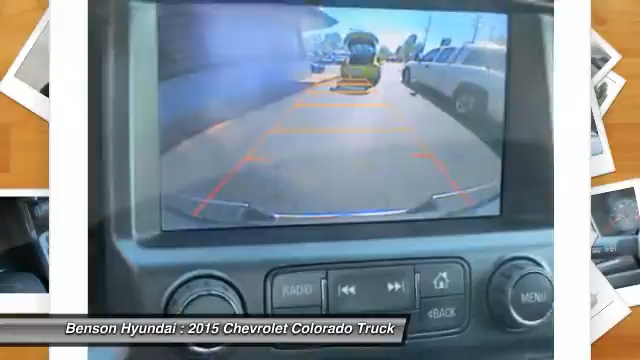 RADIO
BACK
MENU
Benson Hyundai : 2015 Chevrolet Colorado Truck